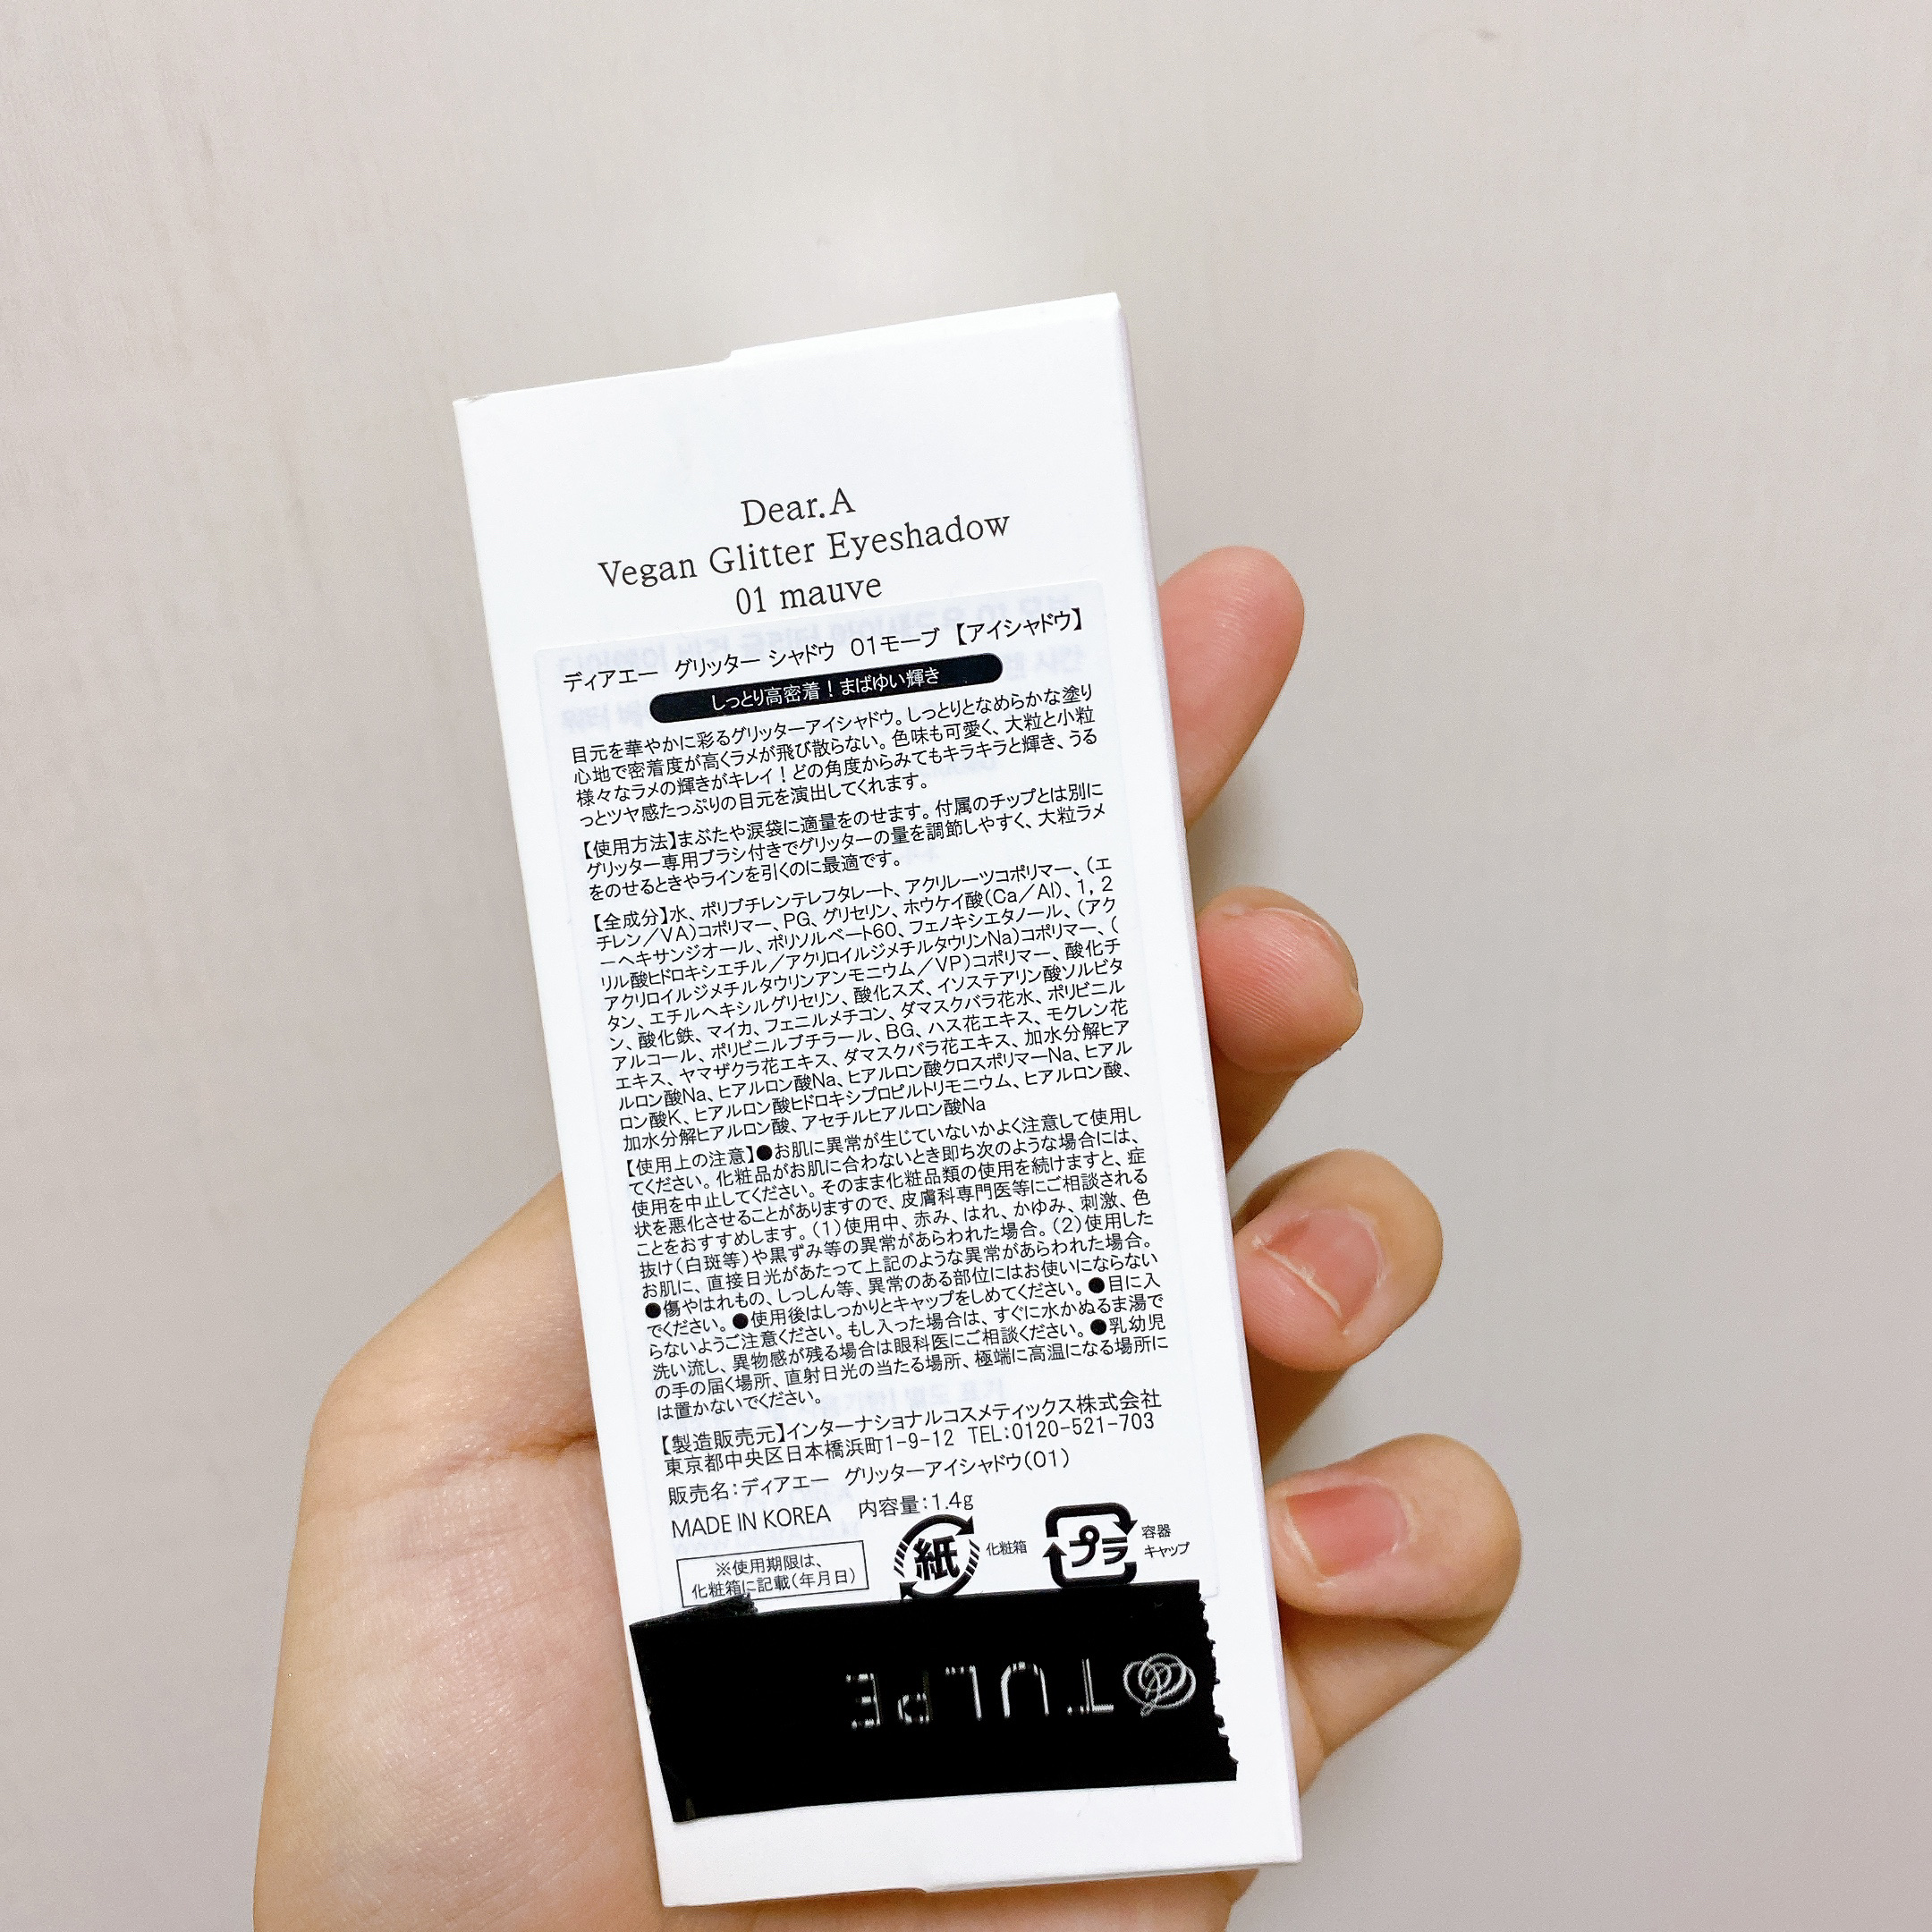 Dear.A
Vegan Glitter Eyeshadow
01 mauve
ディアエー　グリッター シャドウ　01モーブ 【アイシャドウ】
しっとり高密着！まばゆい輝き
目元を華やかに彩るグリッターアイシャドウ。しっとりとなめらかな塗り
心地で密着度が高くラメが飛び散らない。色味も可愛く、大粒と小粒
様々なラメの輝きがキレイ！どの角度からみてもキラキラと輝き、うる
っとツヤ感たっぷりの目元を演出してくれます。
【使用方法】まぶたや涙袋に適量をのせます。付属のチップとは別に
グリッター専用ブラシ付きでグリッターの量を調節しやすく、大粒ラメ
をのせるときやラインを引くのに最適です。
【全成分】水、ポリブチレンテレフタレート、アクリレーツコポリマー、（エ
チレン／VA）コポリマー、PG、グリセリン、ホウケイ酸（Ca／Al）、1，2
－ヘキサンジオール、ポリソルベート60、フェノキシエタノール、（アク
リル酸ヒドロキシエチル／アクリロイルジメチルタウリンNa）コポリマー、（
アクリロイルジメチルタウリンアンモニウム／VP）コポリマー、酸化チ
タン、エチルヘキシルグリセリン、酸化スズ、イソステアリン酸ソルビタ
ン、酸化鉄、マイカ、フェニルメチコン、ダマスクバラ花水、ポリビニル
アルコール、ポリビニルブチラール、BG、ハス花エキス、モクレン花
エキス、ヤマザクラ花エキス、ダマスクバラ花エキス、加水分解ヒア
ルロン酸Na、ヒアルロン酸Na、ヒアルロン酸クロスポリマーNa、ヒアル
ロン酸K、ヒアルロン酸ヒドロキシプロピルトリモニウム、ヒアルロン酸、
加水分解ヒアルロン酸、アセチルヒアルロン酸Na
【使用上の注意】●お肌に異常が生じていないかよく注意して使用し
てください。化粧品がお肌に合わないとき即ち次のような場合には、
使用を中止してください。そのまま化粧品類の使用を続けますと、症
状を悪化させることがありますので、皮膚科専門医等にご相談される
ことをおすすめします。（1）使用中、赤み、はれ、かゆみ、刺激、色
抜け（白斑等）や黒ずみ等の異常があらわれた場合。（2）使用した
お肌に、直接日光があたって上記のような異常があらわれた場合。
●傷やはれもの、しっしん等、異常のある部位にはお使いにならない
でください。●使用後はしっかりとキャップをしめてください。●目に入
らないようご注意ください。もし入った場合は、すぐに水かぬるま湯で
洗い流し、異物感が残る場合は眼科医にご相談ください。●乳幼児
の手の届く場所、直射日光の当たる場所、極端に高温になる場所に
は置かないでください。
【製造販売元】インターナショナルコスメティックス株式会社
東京都中央区日本橋浜町1-9-12 TEL：0120-521-703
販売名：ディアエー　グリッターアイシャドウ（01）
MADE IN KOREA　内容量：1.4g
※使用期限は、
化粧箱に記載（年月日）
紙 化粧箱
プラ 容器
キャップ
TULPE